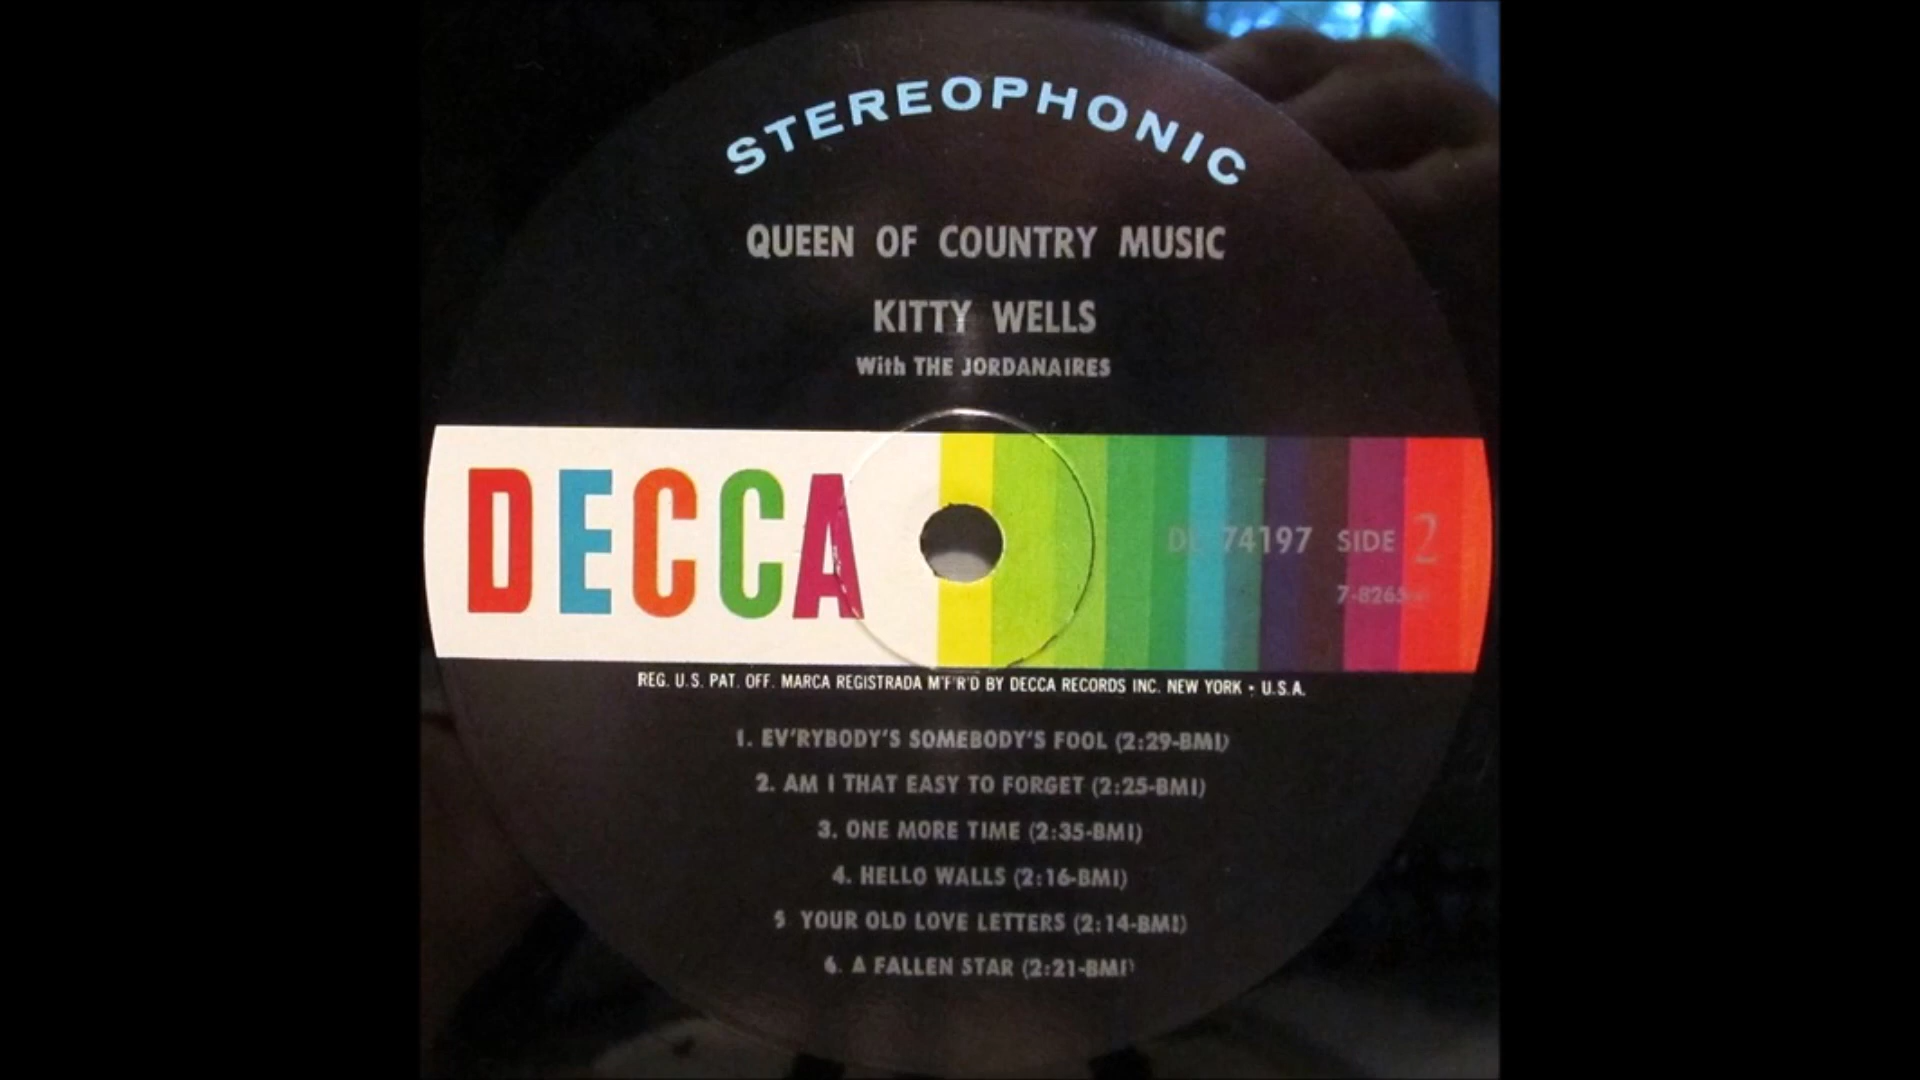 STEREOPHONIC
QUEEN OF COUNTRY MUSIC
KITTY WELLS
With THE JORDANAIRES
DECCA
DL 74197 SIDE 2
REG. U.S. PAT. OFF. MARCA REGISTRADA M'F'R'D BY DECCA RECORDS INC. NEW YORK • U.S.A.
1. EV'RYBODY'S SOMEBODY'S FOOL (2:29-BMI)
2. AM I THAT EASY TO FORGET (2:25-BMI)
3. ONE MORE TIME (2:35-BMI)
4. HELLO WALLS (2:16-BMI)
5 YOUR OLD LOVE LETTERS (2:14-BMI)
6. A FALLEN STAR (2:21-BMI)